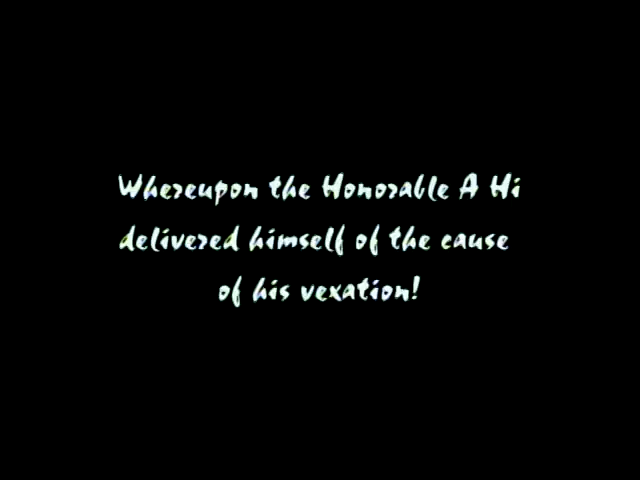 Whereupon the Honorable A Hi
delivered himself of the cause
of his vexation!